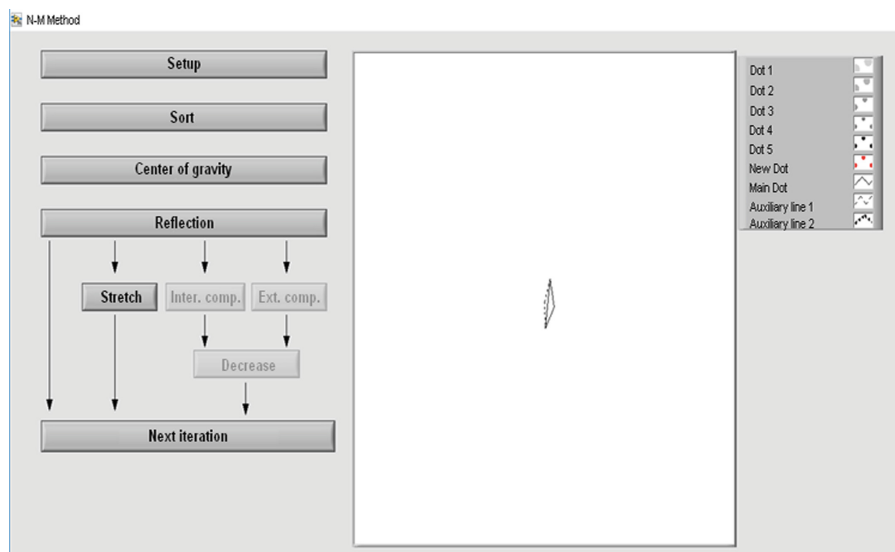 N-M Method
Setup
Sort
Center of gravity
Reflection
Stretch
Inter. comp.
Ext. comp.
Decrease
Next iteration
Dot 1
Dot 2
Dot 3
Dot 4
Dot 5
New Dot
Main Dot
Auxiliary line 1
Auxiliary line 2